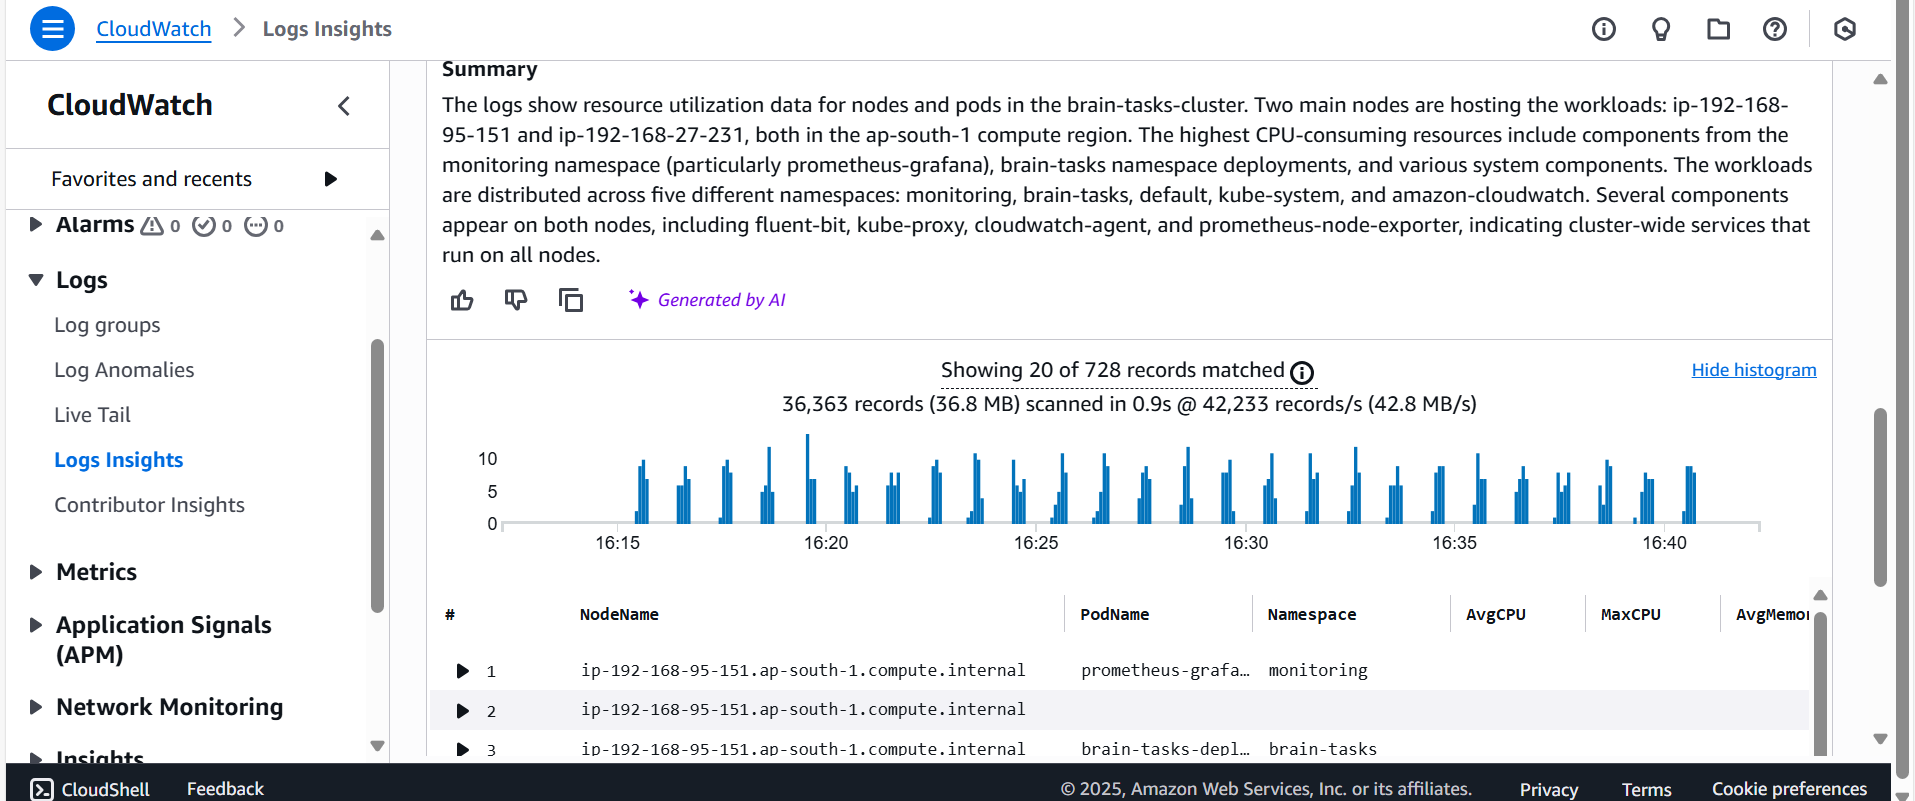 CloudWatch > Logs Insights
CloudWatch
Favorites and recents
Alarms 0 0 0
Logs
Log groups
Log Anomalies
Live Tail
Logs Insights
Contributor Insights
Metrics
Application Signals
(APM)
Network Monitoring
Insights
Summary
The logs show resource utilization data for nodes and pods in the brain-tasks-cluster. Two main nodes are hosting the workloads: ip-192-168-
95-151 and ip-192-168-27-231, both in the ap-south-1 compute region. The highest CPU-consuming resources include components from the
monitoring namespace (particularly prometheus-grafana), brain-tasks namespace deployments, and various system components. The workloads
are distributed across five different namespaces: monitoring, brain-tasks, default, kube-system, and amazon-cloudwatch. Several components
appear on both nodes, including fluent-bit, kube-proxy, cloudwatch-agent, and prometheus-node-exporter, indicating cluster-wide services that
run on all nodes.
Generated by AI
Showing 20 of 728 records matched
Hide histogram
36,363 records (36.8 MB) scanned in 0.9s @ 42,233 records/s (42.8 MB/s)
10
5
0
16:15 16:20 16:25 16:30 16:35 16:40
# NodeName PodName Namespace AvgCPU MaxCPU AvgMemor
1 ip-192-168-95-151.ap-south-1.compute.internal prometheus-grafa… monitoring
2 ip-192-168-95-151.ap-south-1.compute.internal
3 ip-192-168-95-151.ap-south-1.compute.internal brain-tasks-depl… brain-tasks
CloudShell Feedback © 2025, Amazon Web Services, Inc. or its affiliates. Privacy Terms Cookie preferences